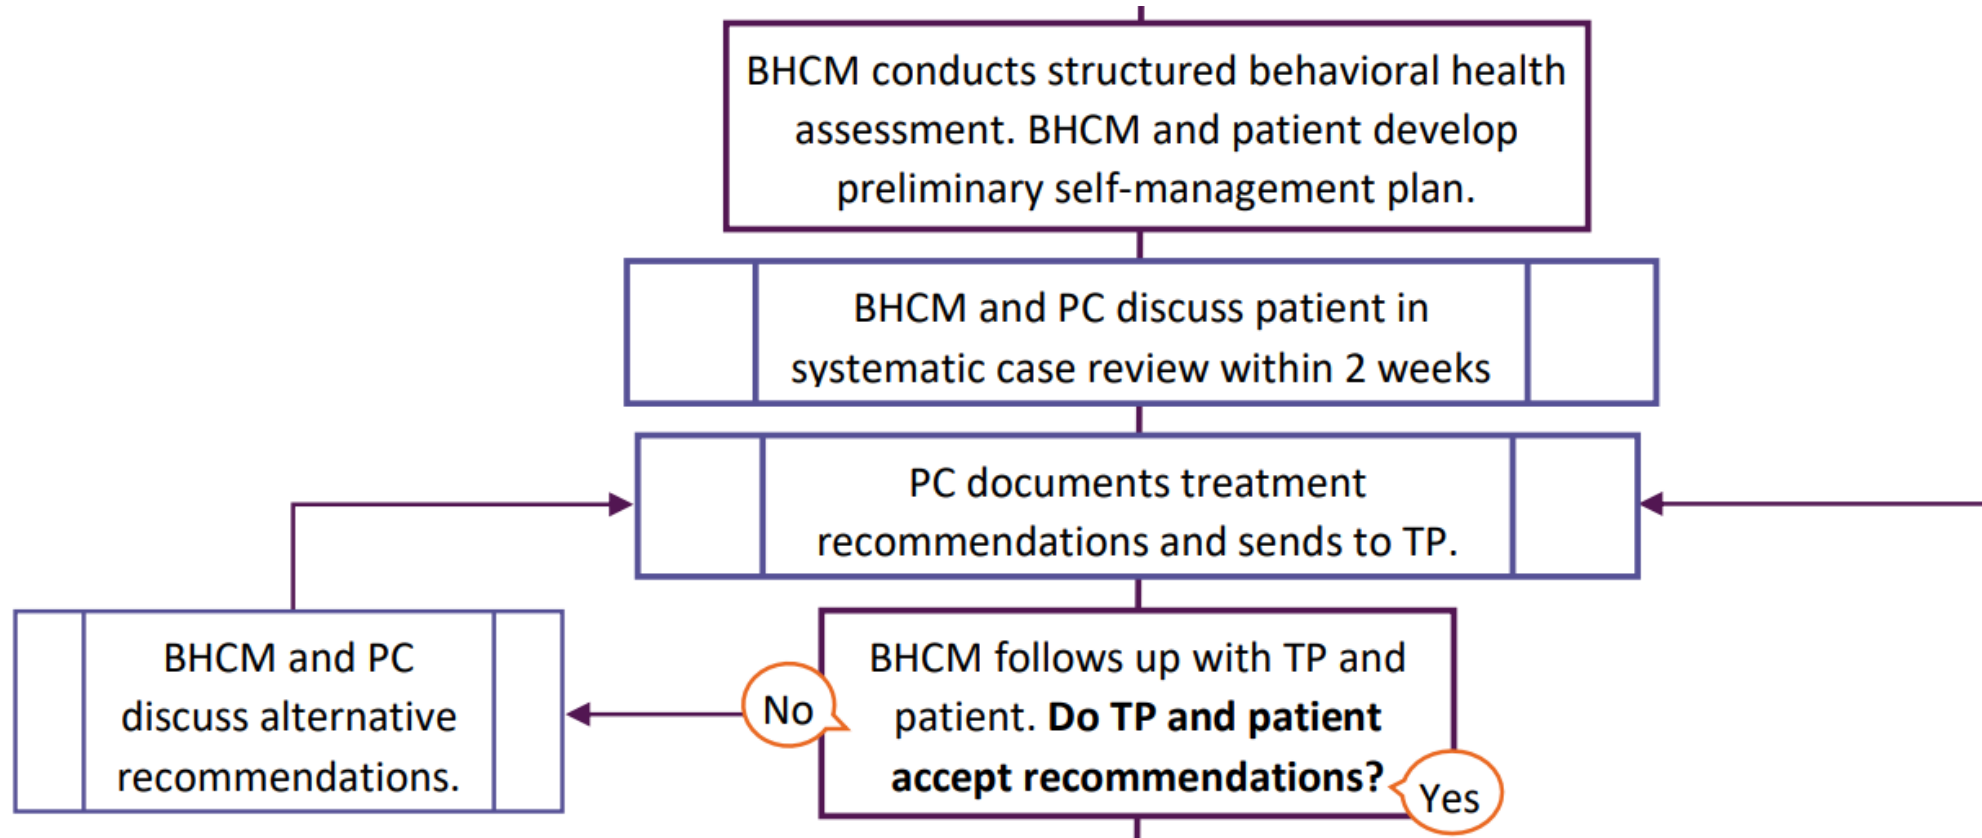 BHCM conducts structured behavioral health
assessment. BHCM and patient develop
preliminary self-management plan.
BHCM and PC discuss patient in
systematic case review within 2 weeks
PC documents treatment
recommendations and sends to TP.
BHCM and PC
discuss alternative
recommendations.
No
BHCM follows up with TP and
patient. Do TP and patient
accept recommendations?
Yes